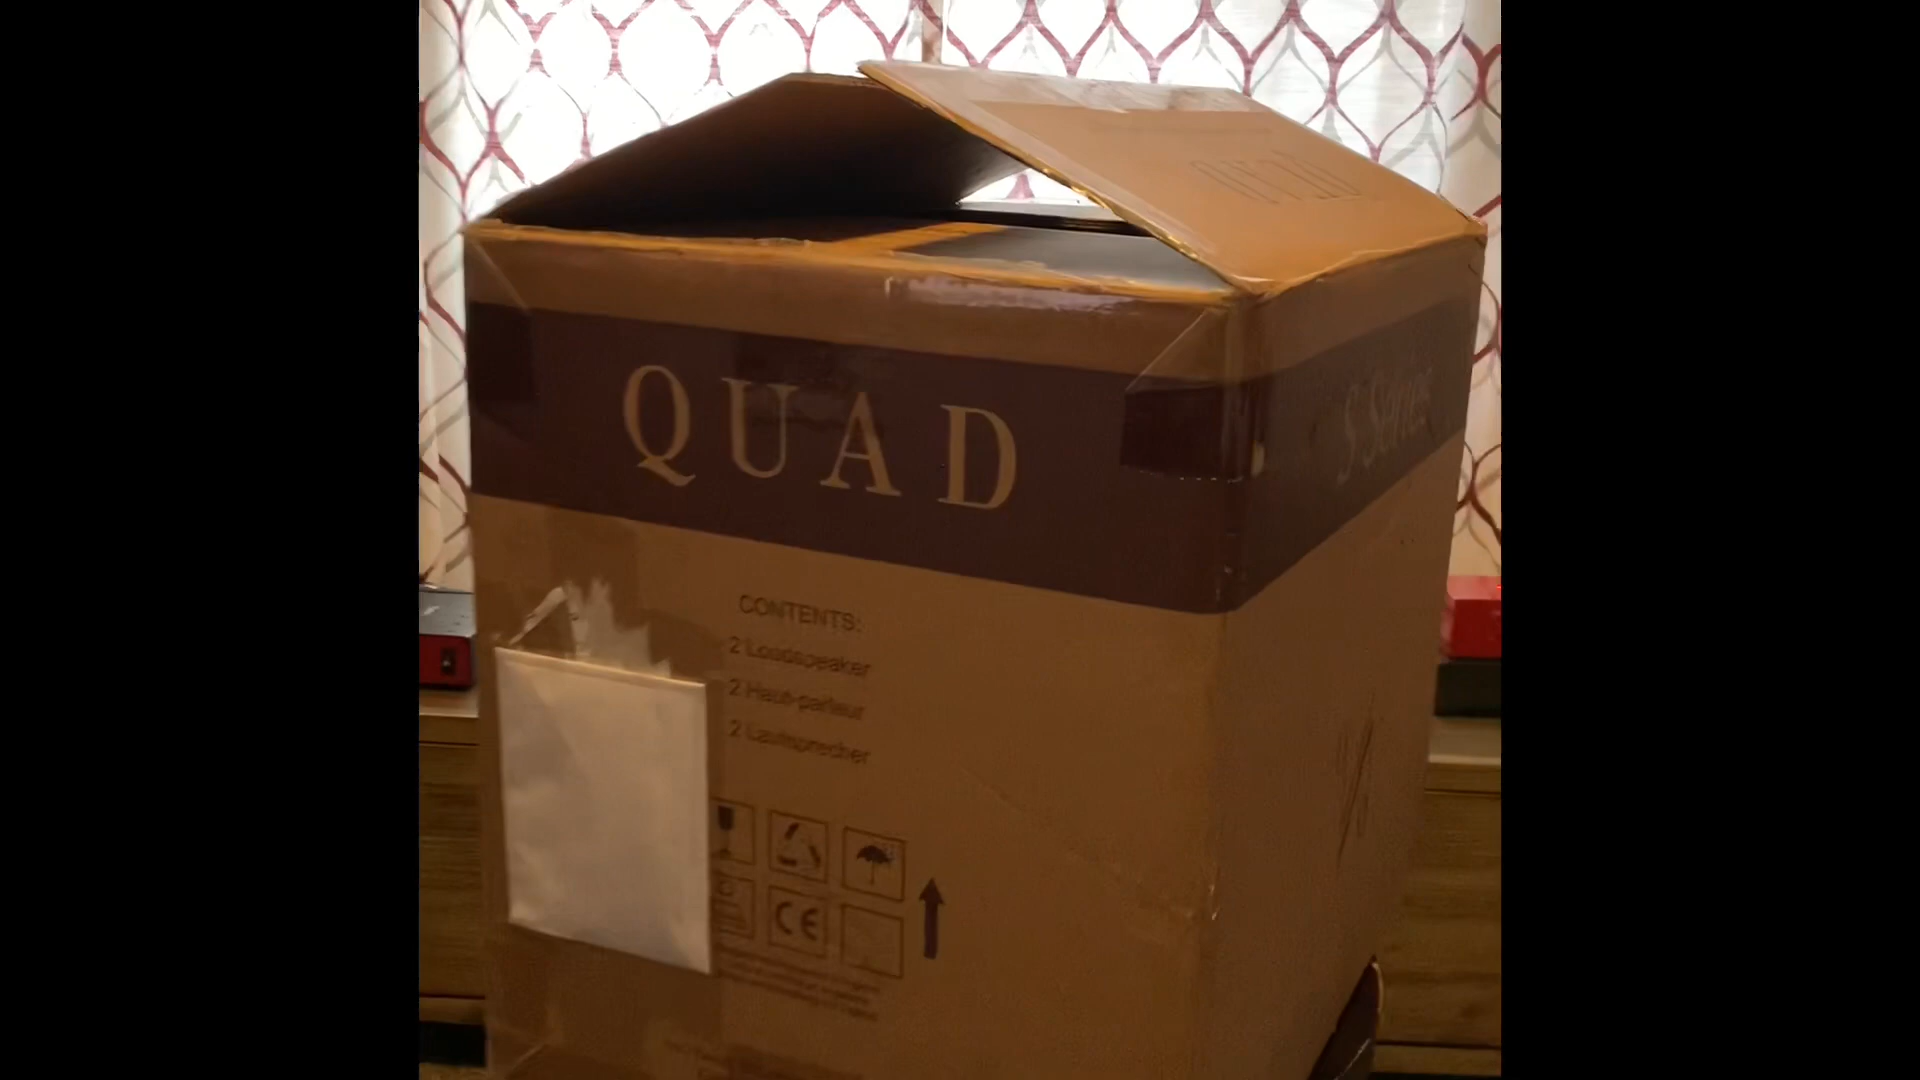 QUAD
S Series
CONTENTS:
2 Loudspeaker
2 Haut-parleur
2 Lautsprecher
CE